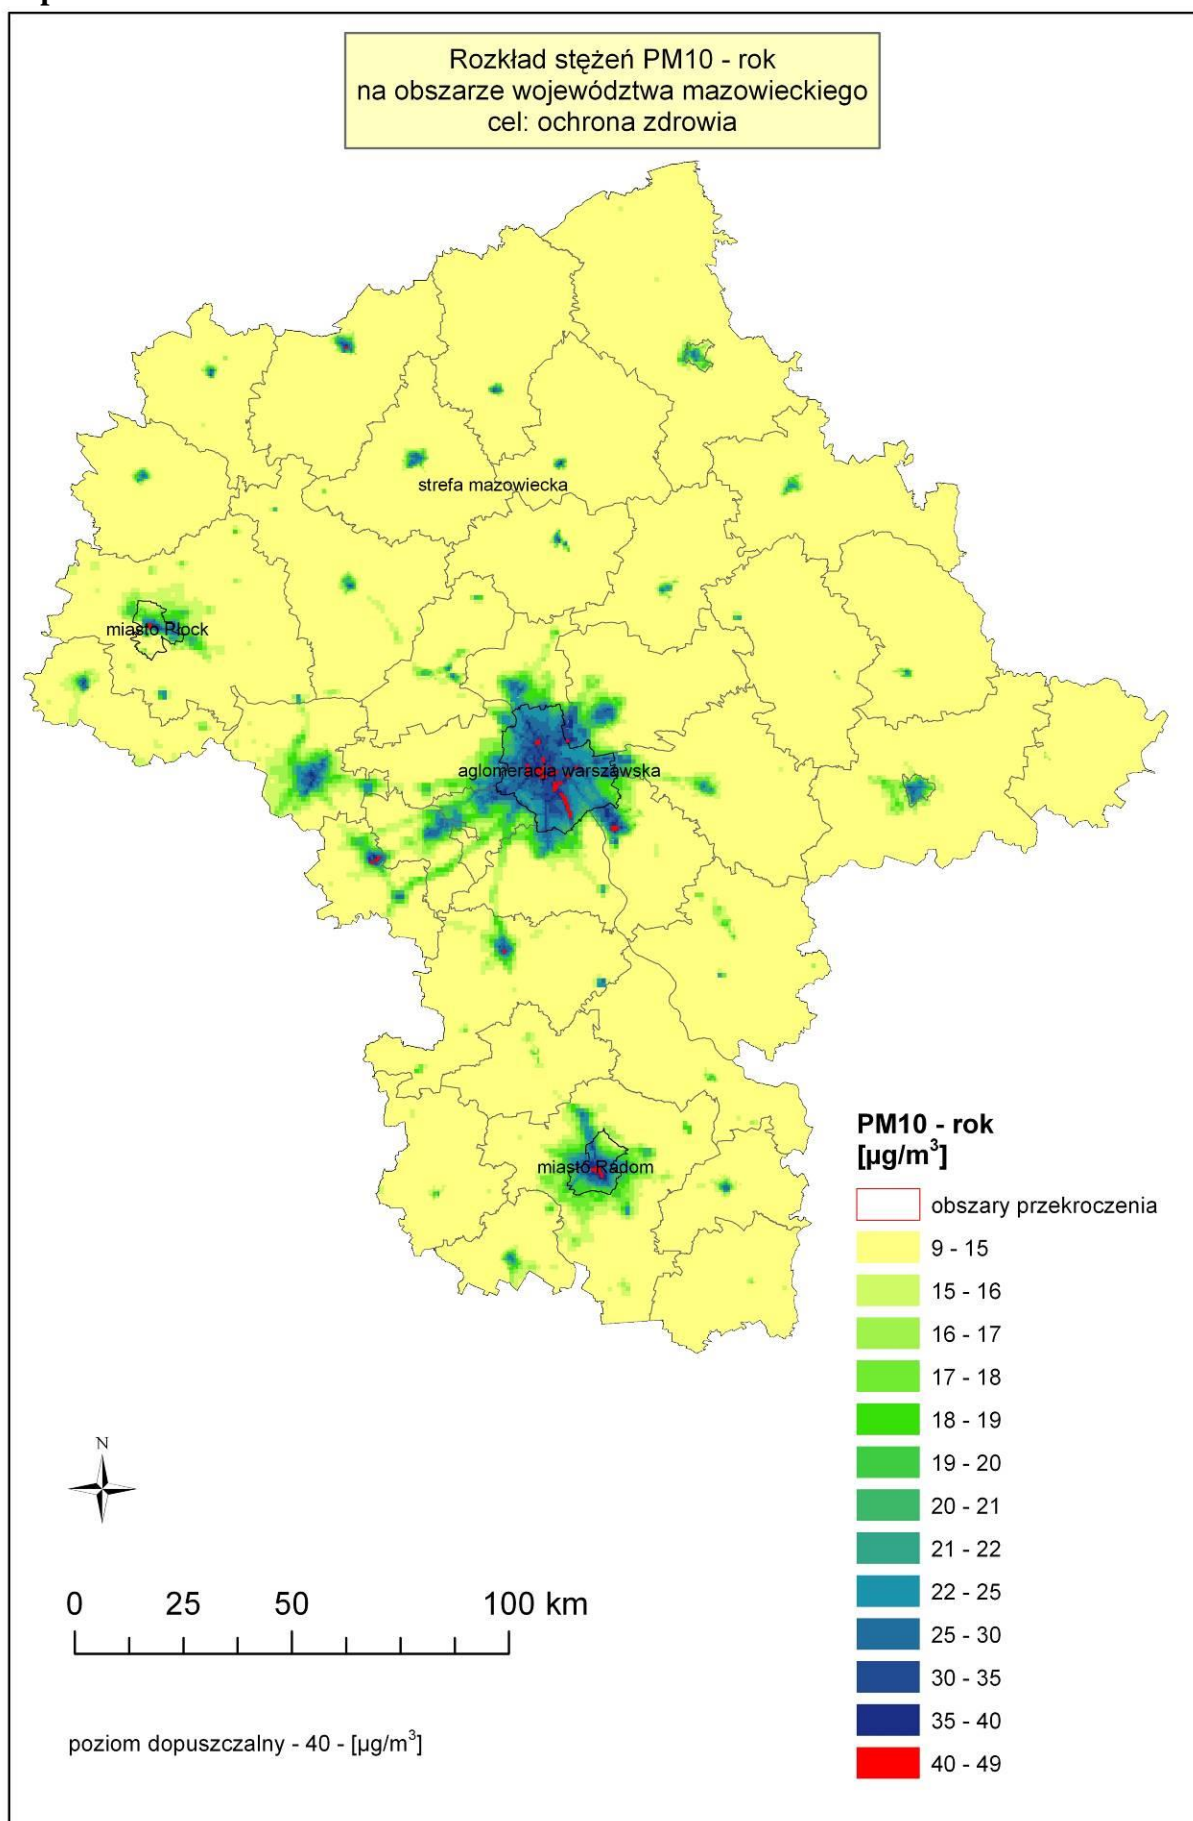 Rozkład stężeń PM10 - rok
na obszarze województwa mazowieckiego
cel: ochrona zdrowia
strefa mazowiecka
miasto Płock
aglomeracja warszawska
miasto Radom
PM10 - rok
[µg/m³]
obszary przekroczenia
9 - 15
15 - 16
16 - 17
17 - 18
18 - 19
19 - 20
20 - 21
21 - 22
22 - 25
25 - 30
30 - 35
35 - 40
40 - 49
N
0 25 50 100 km
poziom dopuszczalny - 40 - [µg/m³]